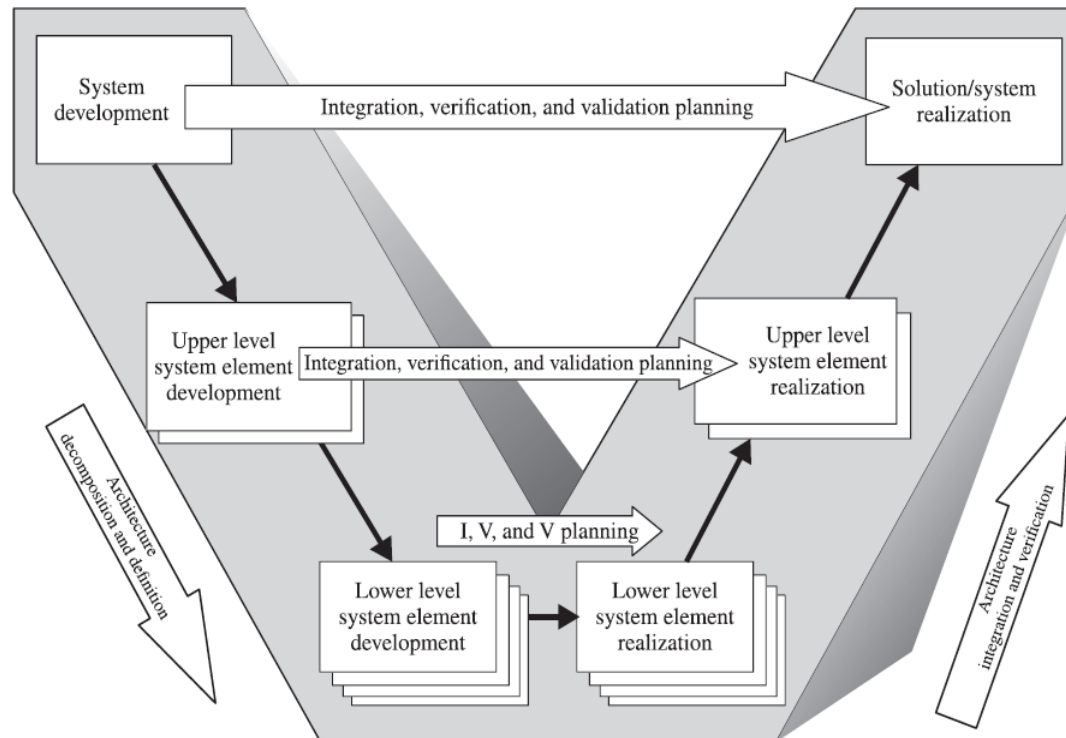 System
development
Integration, verification, and validation planning
Solution/system
realization
Upper level
system element
development
Integration, verification, and validation planning
Upper level
system element
realization
Architecture
decomposition and definition
I, V, and V planning
Architecture
integration and verification
Lower level
system element
development
Lower level
system element
realization